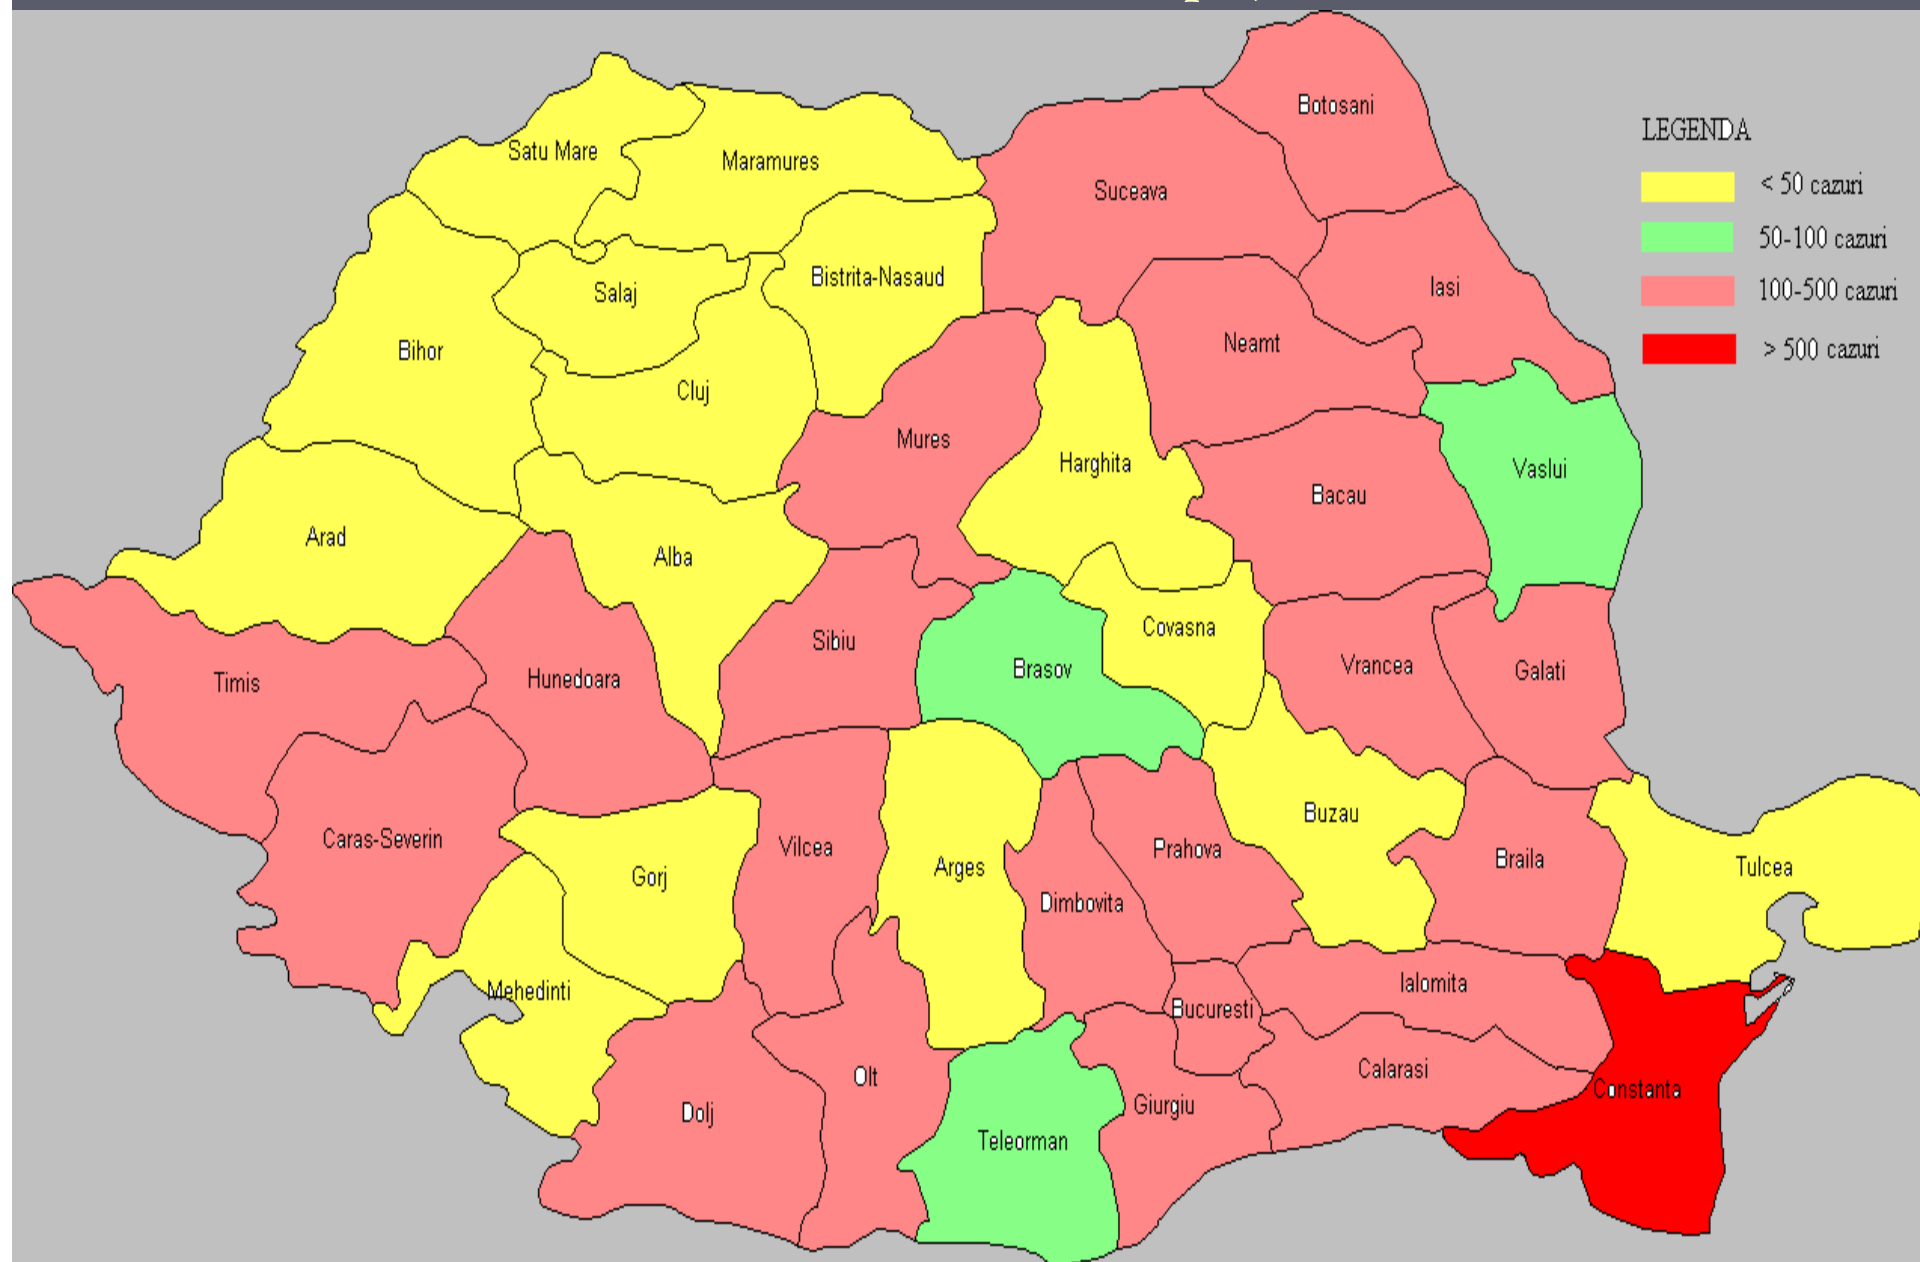 Botosani
LEGENDA
Satu Mare
Maramures
Suceava
< 50 cazuri
50-100 cazuri
Bistrita-Nasaud
Salaj
Iasi
100-500 cazuri
Bihor
Neamt
> 500 cazuri
Cluj
Mures
Harghita
Vaslui
Bacau
Arad
Alba
Covasna
Sibiu
Timis
Hunedoara
Brasov
Vrancea
Galati
Caras-Severin
Vilcea
Buzau
Prahova
Braila
Gorj
Arges
Tulcea
Dimbovita
Mehedinti
Ialomita
Bucuresti
Olt
Calarasi
Constanta
Dolj
Giurgiu
Teleorman